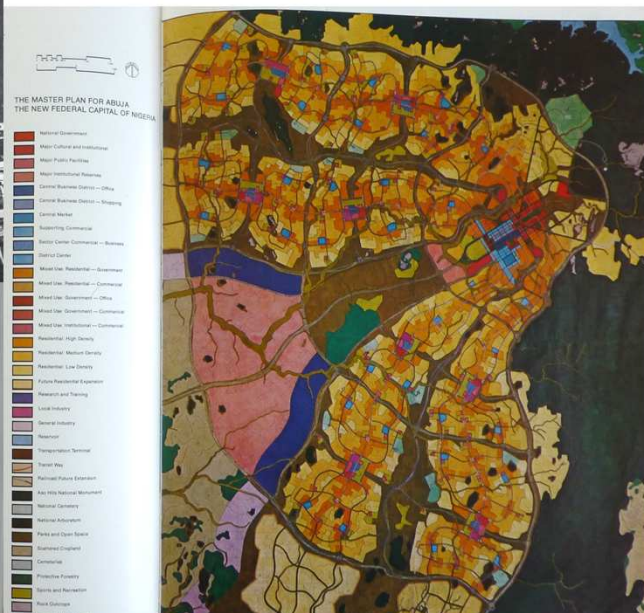 THE MASTER PLAN FOR ABUJA
THE NEW FEDERAL CAPITAL OF NIGERIA
National Government
Major Cultural and Institutional
Major Public Facilities
Major Institutional Reserves
Central Business District — Office
Central Business District — Shopping
Central Market
Supporting Commercial
Sector Center Commercial — Business
District Center
Mixed Use: Residential — Government
Mixed Use: Residential — Commercial
Mixed Use: Government — Office
Mixed Use: Government — Commercial
Mixed Use: Institutional — Commercial
Residential: High Density
Residential: Medium Density
Residential: Low Density
Future Residential Expansion
Research and Training
Local Industry
General Industry
Reservoir
Transportation Terminal
Transit Way
Railroad Future Extension
Aso Hills National Monument
National Cemetery
National Arboretum
Parks and Open Space
Cropland
Protective Forestry
Sports and Recreation
Rock Outcrops